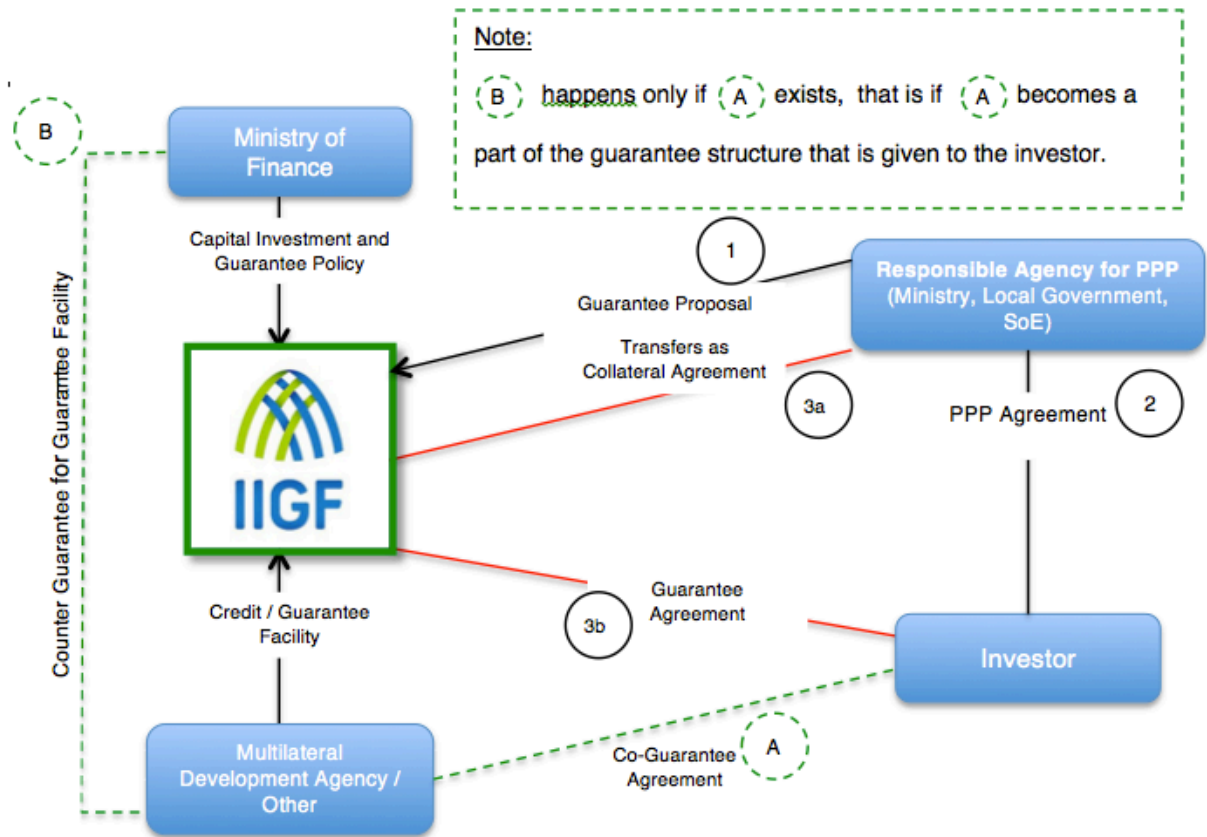 Note:
B happens only if A exists, that is if A becomes a
part of the guarantee structure that is given to the investor.
B
Ministry of
Finance
Capital Investment and
Guarantee Policy
1
Guarantee Proposal
Responsible Agency for PPP
(Ministry, Local Government,
SoE)
Transfers as
Collateral Agreement
3a
PPP Agreement
2
Counter Guarantee for Guarantee Facility
IIGF
Credit / Guarantee
Facility
3b
Guarantee
Agreement
Investor
Multilateral
Development Agency /
Other
Co-Guarantee
Agreement
A